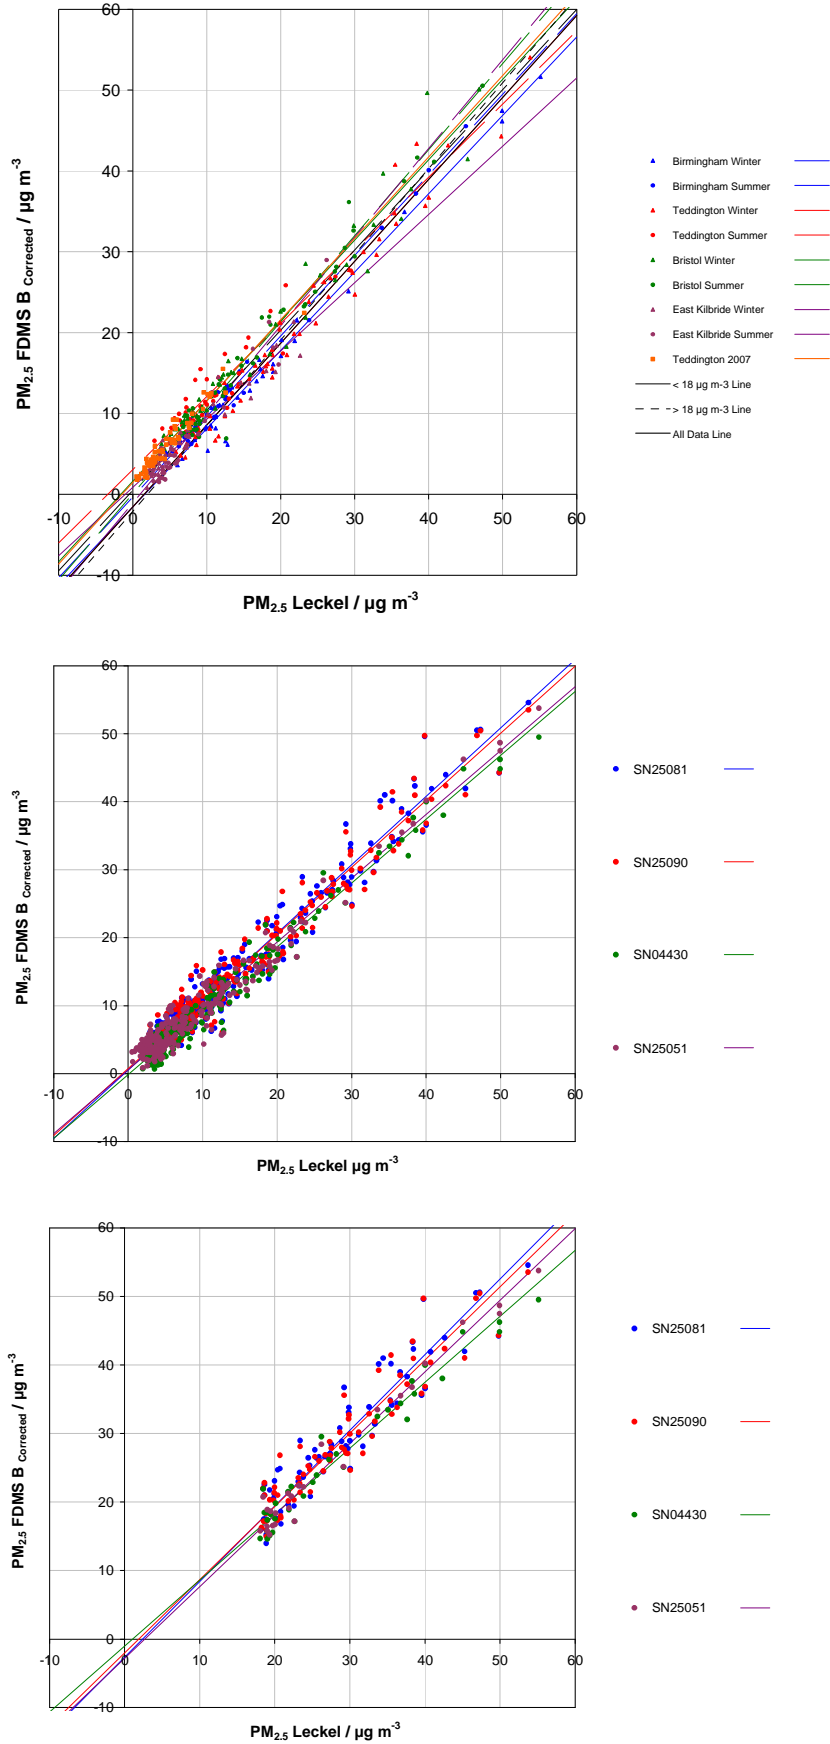 60
50
40
30
20
10
0
-10
-10 0 10 20 30 40 50 60
PM2.5 FDMS B Corrected / µg m-3
PM2.5 Leckel / µg m-3
Birmingham Winter
Birmingham Summer
Teddington Winter
Teddington Summer
Bristol Winter
Bristol Summer
East Kilbride Winter
East Kilbride Summer
Teddington 2007
< 18 µg m-3 Line
> 18 µg m-3 Line
All Data Line
60
50
40
30
20
10
0
-10
-10 0 10 20 30 40 50 60
PM2.5 FDMS B Corrected / µg m-3
PM2.5 Leckel µg m-3
SN25081
SN25090
SN04430
SN25051
60
50
40
30
20
10
0
-10
-10 0 10 20 30 40 50 60
PM2.5 FDMS B Corrected / µg m-3
PM2.5 Leckel / µg m-3
SN25081
SN25090
SN04430
SN25051